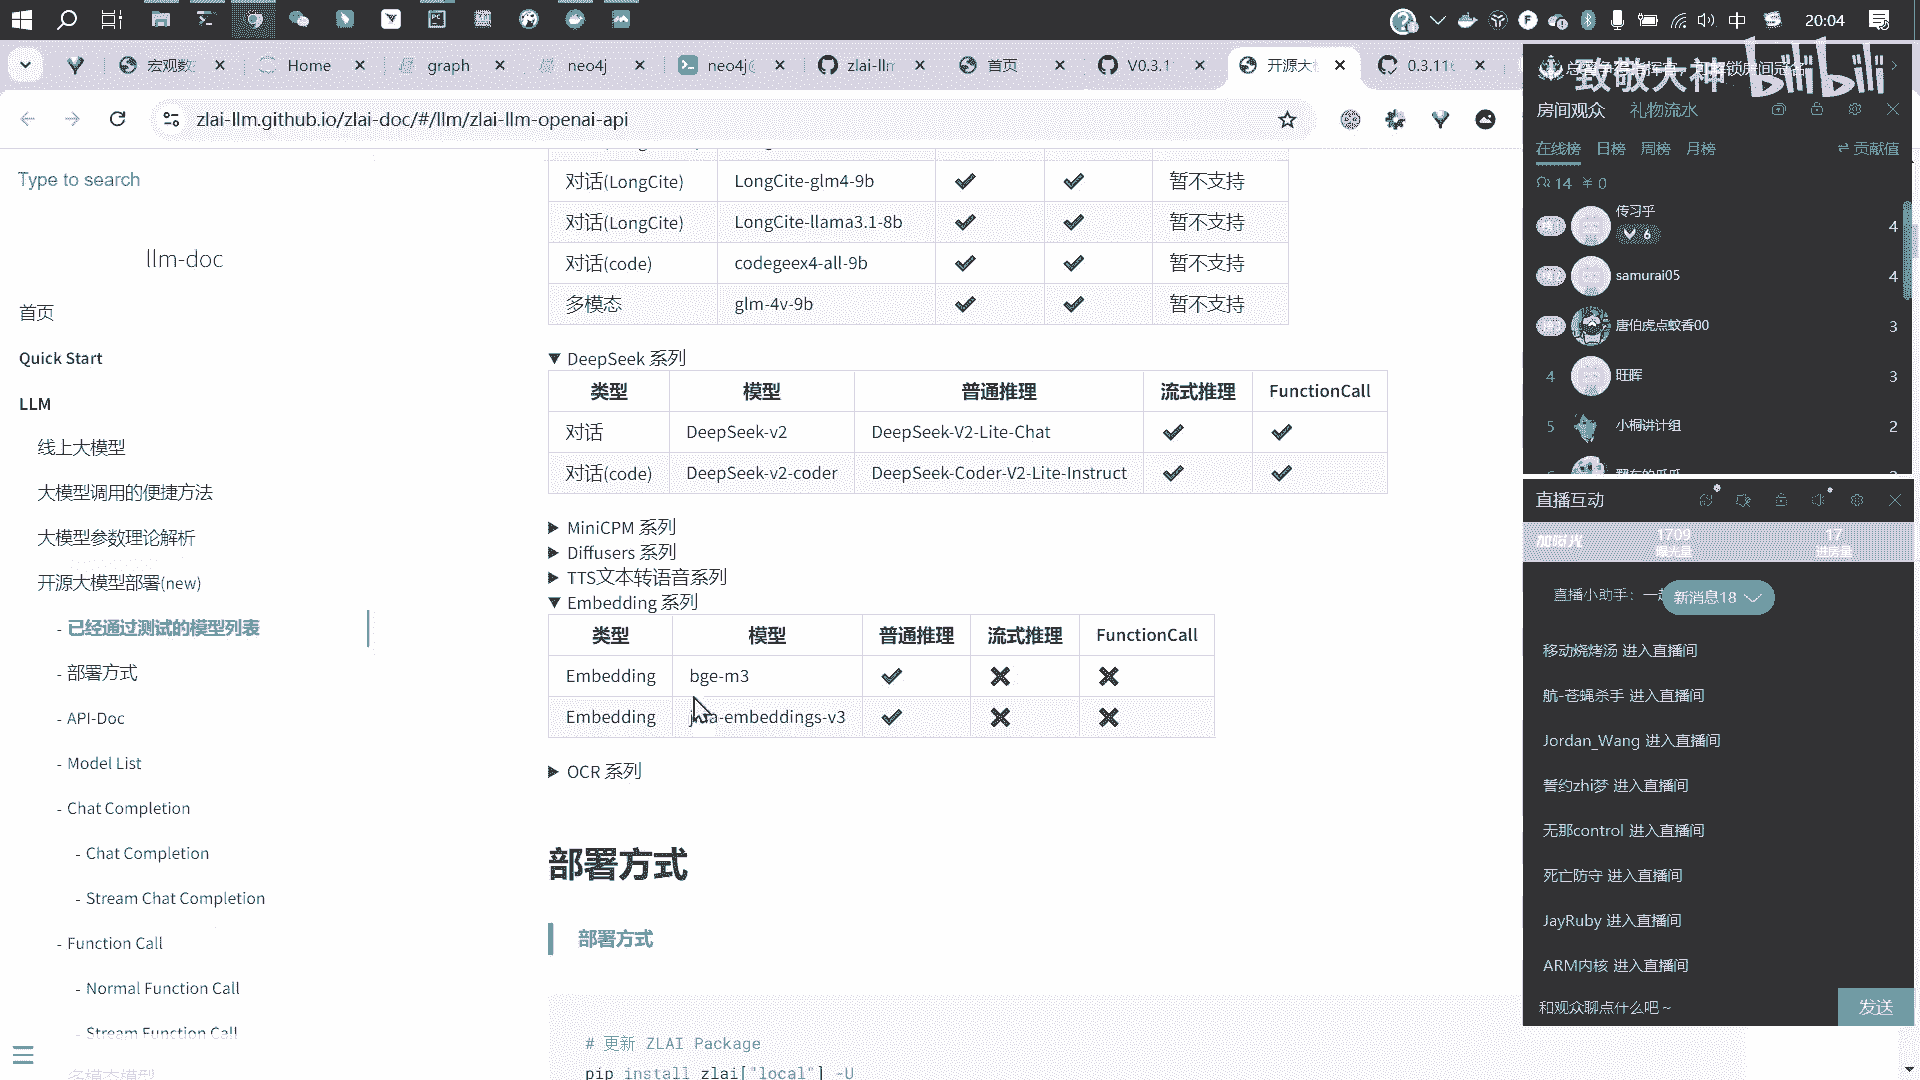 20:04
宏观数
Home
graph
neo4j
neo4j@
zlai-llm
首页
V0.3.1
开源大模
0.3.11
zlai-llm.github.io/zlai-doc/#/llm/zlai-llm-openai-api
Type to search
llm-doc
首页
Quick Start
LLM
线上大模型
大模型调用的便捷方法
大模型参数理论解析
开源大模型部署(new)
- 已经通过测试的模型列表
- 部署方式
- API-Doc
- Model List
- Chat Completion
- Chat Completion
- Stream Chat Completion
- Function Call
- Normal Function Call
- Stream Function Call
多模态模型
对话(LongCite) LongCite-glm4-9b ✔ ✔ 暂不支持
对话(LongCite) LongCite-llama3.1-8b ✔ ✔ 暂不支持
对话(code) codegeex4-all-9b ✔ ✔ 暂不支持
多模态 glm-4v-9b ✔ ✔ 暂不支持
▼ DeepSeek 系列
类型 模型 普通推理 流式推理 FunctionCall
对话 DeepSeek-v2 DeepSeek-V2-Lite-Chat ✔ ✔
对话(code) DeepSeek-v2-coder DeepSeek-Coder-V2-Lite-Instruct ✔ ✔
▶ MiniCPM 系列
▶ Diffusers 系列
▶ TTS文本转语音系列
▼ Embedding 系列
类型 模型 普通推理 流式推理 FunctionCall
Embedding bge-m3 ✔ ✖ ✖
Embedding jina-embeddings-v3 ✔ ✖ ✖
▶ OCR 系列
部署方式
部署方式
# 更新 ZLAI Package
pip install zlai["local"] -U
致敬大神
bilibili
房间观众 礼物流水
在线榜 日榜 周榜 月榜 贡献值
14 ¥ 0
传习乎 4
6
samurai05 4
唐伯虎点蚊香00 3
4 旺晖 3
5 小桐讲计组 2
直播互动
1709 17
曝光量 进房量
直播小助手：一起
新消息18
移动烧烤汤 进入直播间
航-苍蝇杀手 进入直播间
Jordan_Wang 进入直播间
誓约zhi梦 进入直播间
无那control 进入直播间
死亡防守 进入直播间
JayRuby 进入直播间
ARM内核 进入直播间
和观众聊点什么吧~
发送